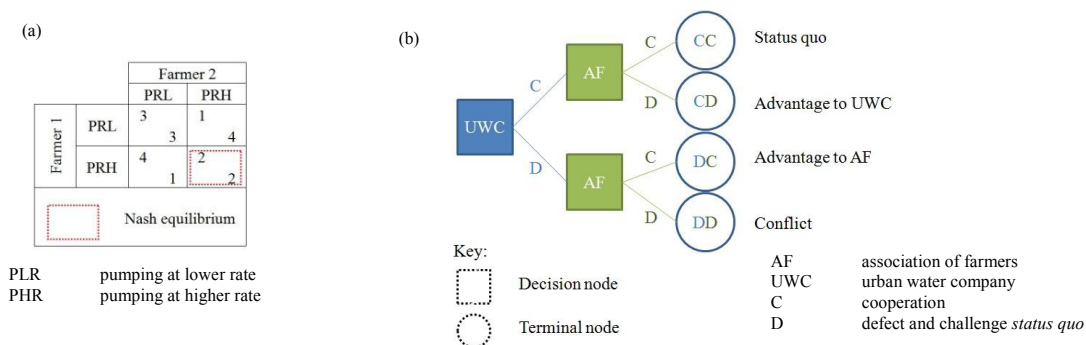 (a)
Farmer 2
PRL PRH
Farmer 1
PRL 3 3 1 4
PRH 4 1 2 2
Nash equilibrium
PLR pumping at lower rate
PHR pumping at higher rate
(b)
UWC
C
D
AF
AF
C
D
C
D
CC Status quo
CD Advantage to UWC
DC Advantage to AF
DD Conflict
Key:
Decision node
Terminal node
AF association of farmers
UWC urban water company
C cooperation
D defect and challenge status quo